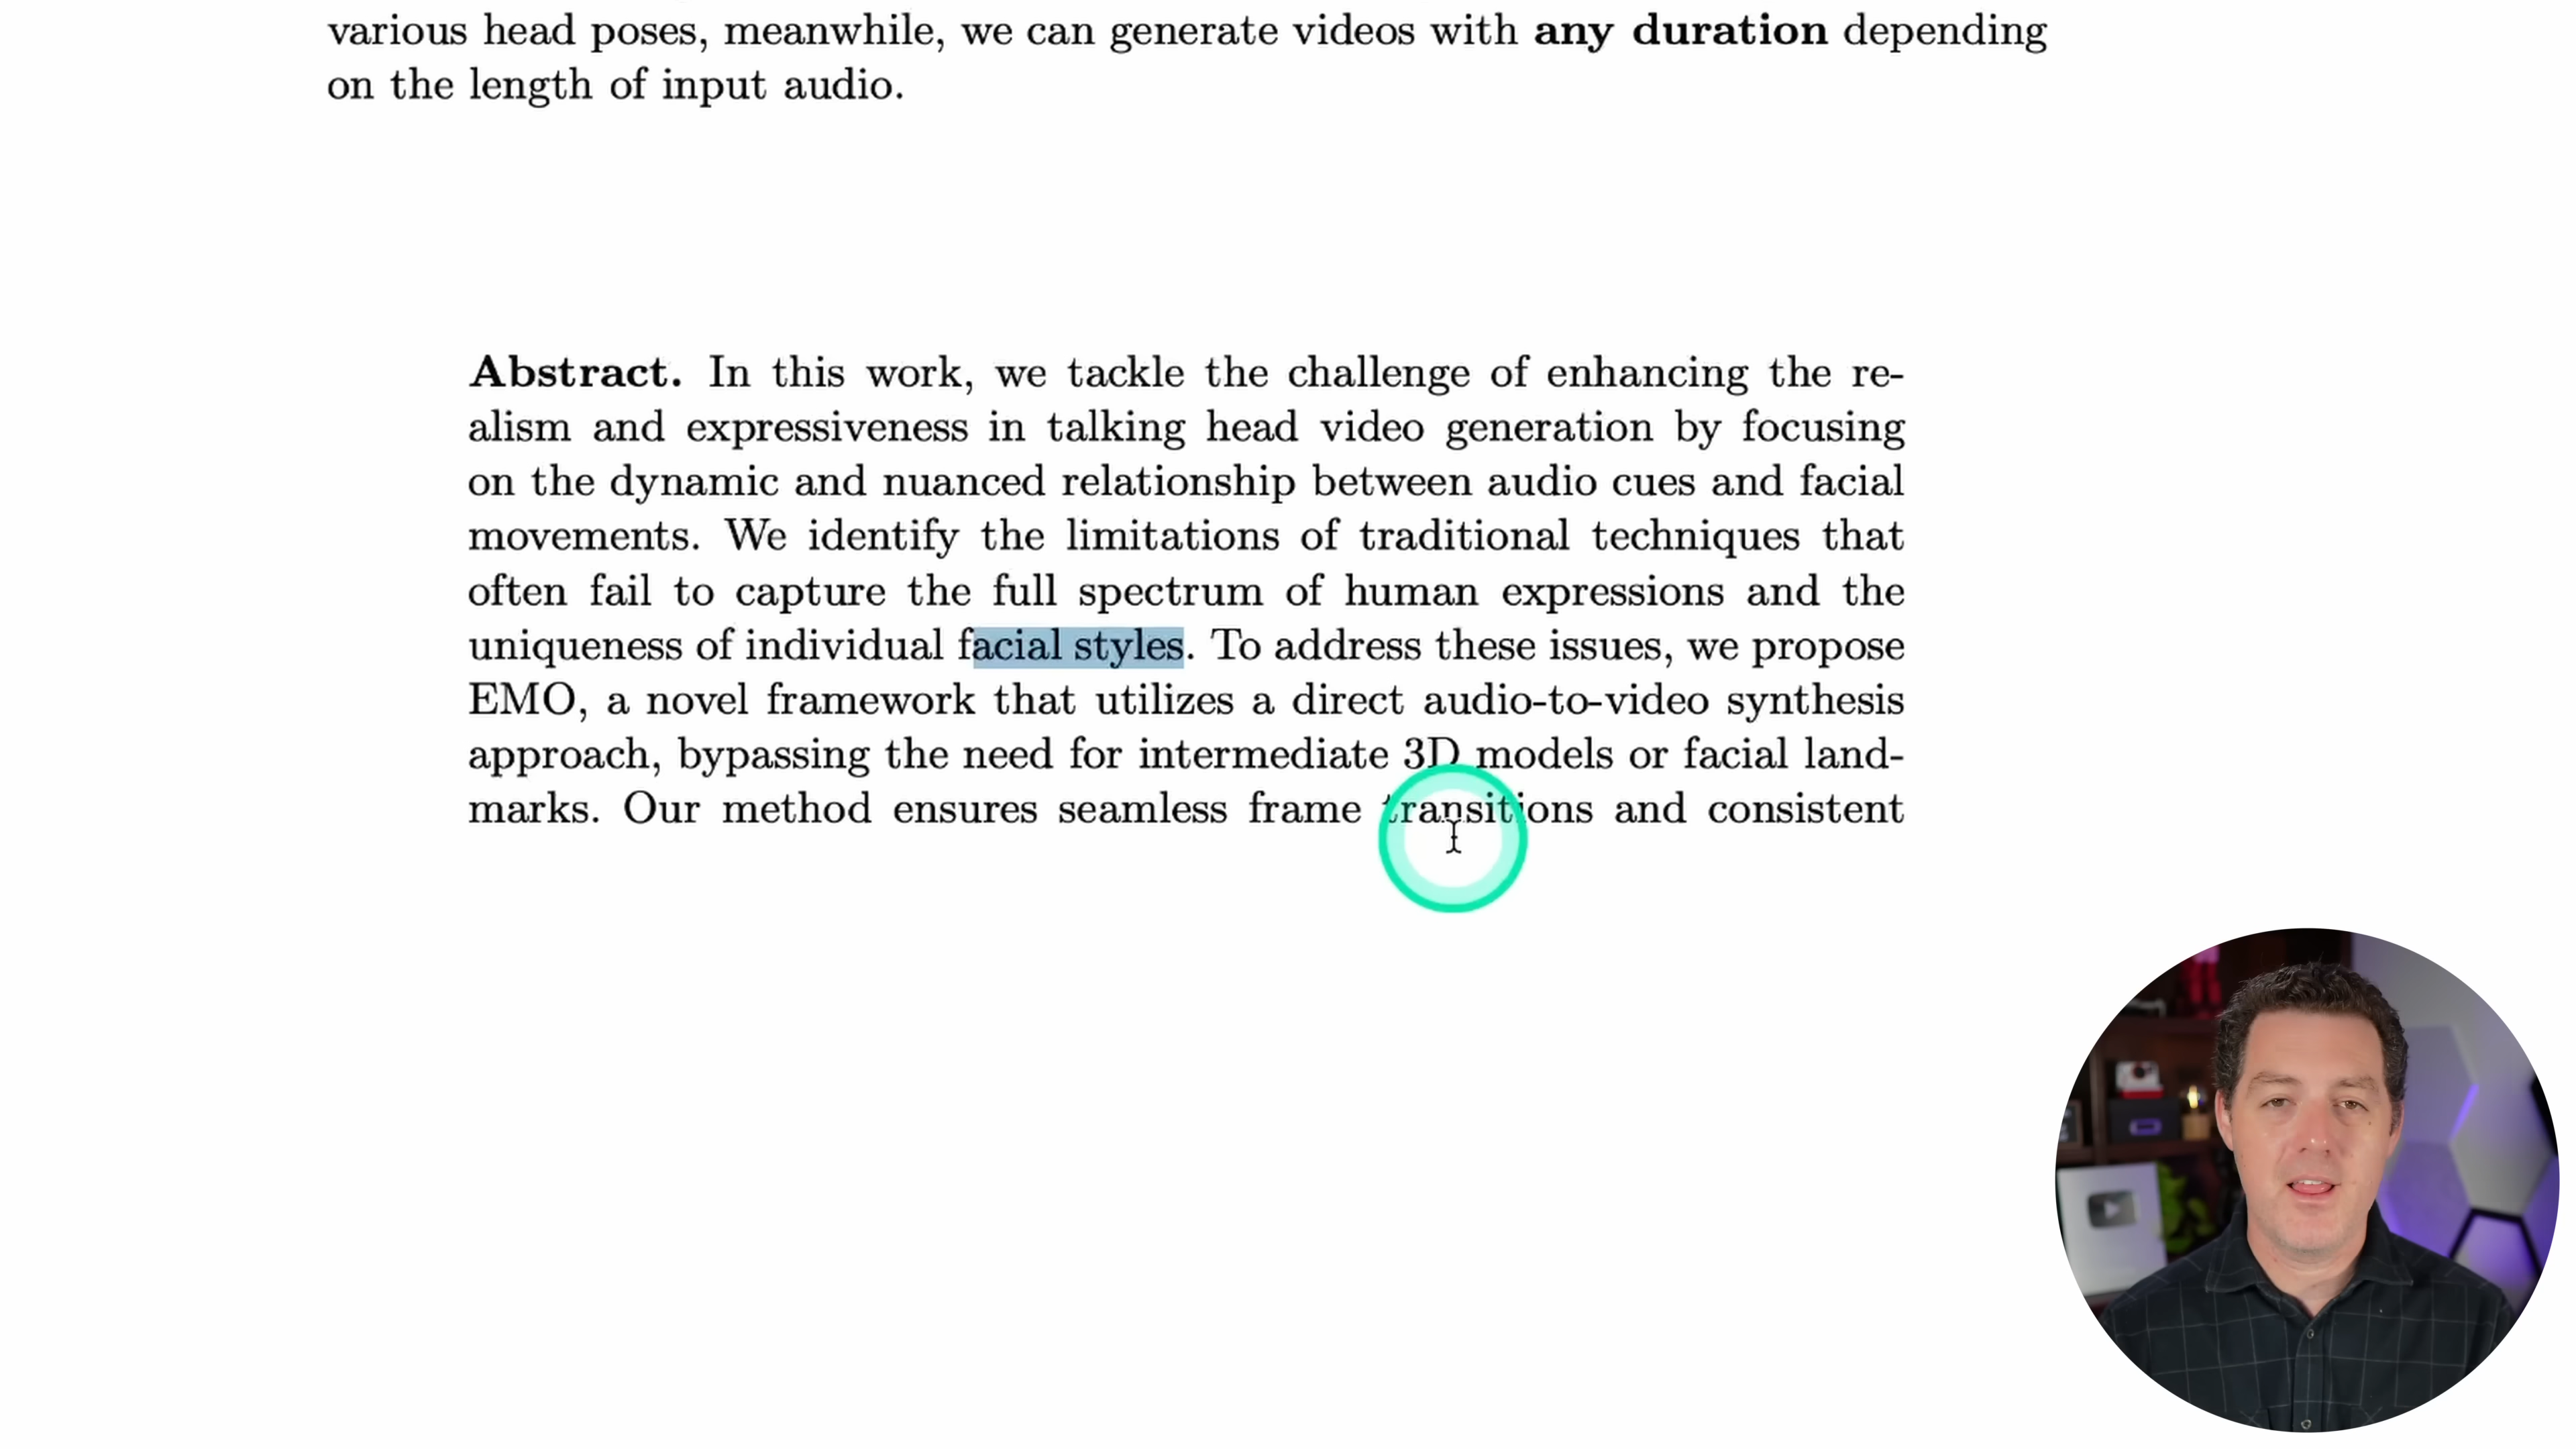 various head poses, meanwhile, we can generate videos with any duration depending
on the length of input audio.
Abstract. In this work, we tackle the challenge of enhancing the re-
alism and expressiveness in talking head video generation by focusing
on the dynamic and nuanced relationship between audio cues and facial
movements. We identify the limitations of traditional techniques that
often fail to capture the full spectrum of human expressions and the
uniqueness of individual facial styles. To address these issues, we propose
EMO, a novel framework that utilizes a direct audio-to-video synthesis
approach, bypassing the need for intermediate 3D models or facial land-
marks. Our method ensures seamless frame transitions and consistent